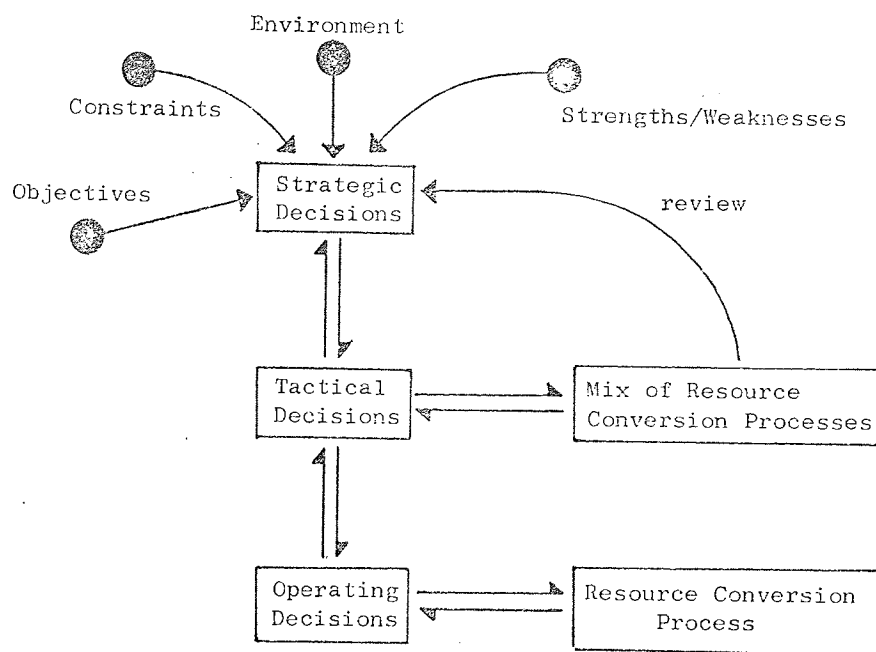 Environment
Constraints
Strengths/Weaknesses
Objectives
Strategic
Decisions
review
Tactical
Decisions
Mix of Resource
Conversion Processes
Operating
Decisions
Resource Conversion
Process